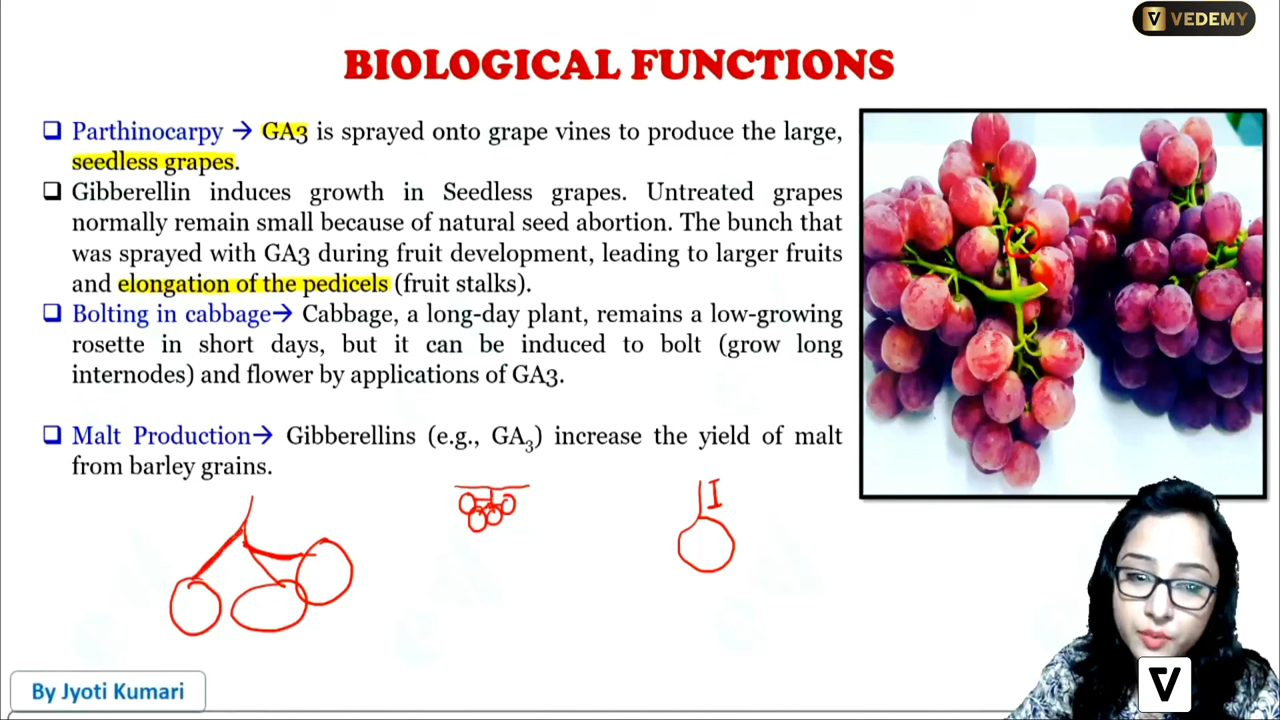 VEDEMY
BIOLOGICAL FUNCTIONS
Parthinocarpy → GA3 is sprayed onto grape vines to produce the large,
seedless grapes.
Gibberellin induces growth in Seedless grapes. Untreated grapes
normally remain small because of natural seed abortion. The bunch that
was sprayed with GA3 during fruit development, leading to larger fruits
and elongation of the pedicels (fruit stalks).
Bolting in cabbage→ Cabbage, a long-day plant, remains a low-growing
rosette in short days, but it can be induced to bolt (grow long
internodes) and flower by applications of GA3.
Malt Production→ Gibberellins (e.g., GA₃) increase the yield of malt
from barley grains.
By Jyoti Kumari